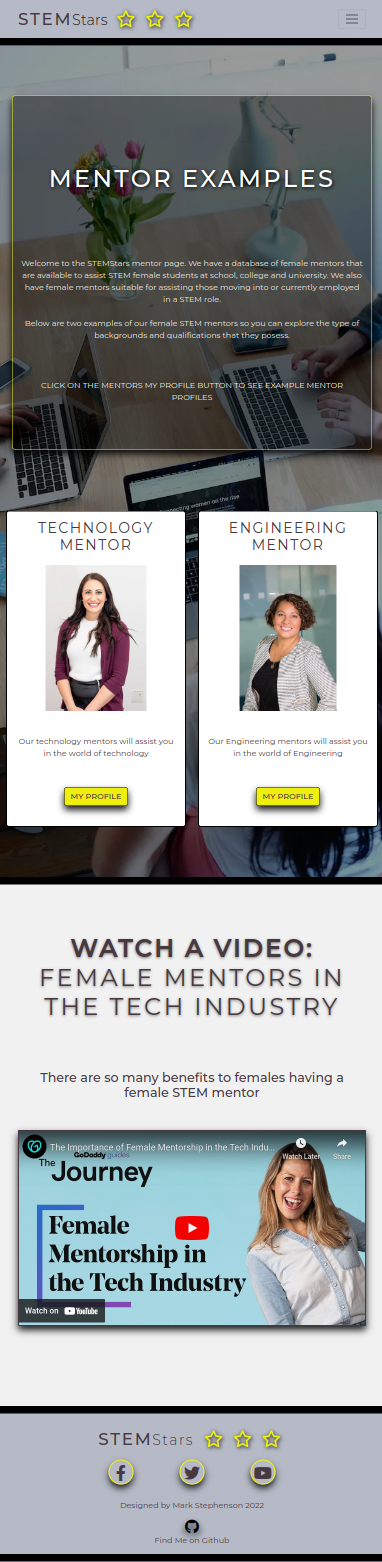 STEMStars
MENTOR EXAMPLES
Welcome to the STEMStars mentor page. We have a database of female mentors that
are available to assist STEM female students at school, college and university. We also
have female mentors suitable for assisting those moving into or currently employed
in a STEM role.
Below are two examples of our female STEM mentors so you can explore the type of
backgrounds and qualifications that they posess.
CLICK ON THE MENTORS MY PROFILE BUTTON TO SEE EXAMPLE MENTOR
PROFILES
necting women on the rise
TECHNOLOGY
MENTOR
Our technology mentors will assist you
in the world of technology
MY PROFILE
ENGINEERING
MENTOR
Our Engineering mentors will assist you
in the world of Engineering
MY PROFILE
WATCH A VIDEO:
FEMALE MENTORS IN
THE TECH INDUSTRY
There are so many benefits to females having a
female STEM mentor
The Importance of Female Mentorship in the Tech Indu...
Watch Later
Share
GoDaddy guides
The
Journey
Female
Mentorship in
the Tech Industry
Watch on YouTube
STEMStars
Designed by Mark Stephenson 2022
Find Me on Github